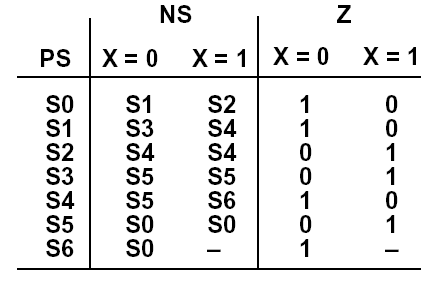 NS Z
PS X = 0 X = 1 X = 0 X = 1
S0 S1 S2 1 0
S1 S3 S4 1 0
S2 S4 S4 0 1
S3 S5 S5 0 1
S4 S5 S6 1 0
S5 S0 S0 0 1
S6 S0 – 1 –